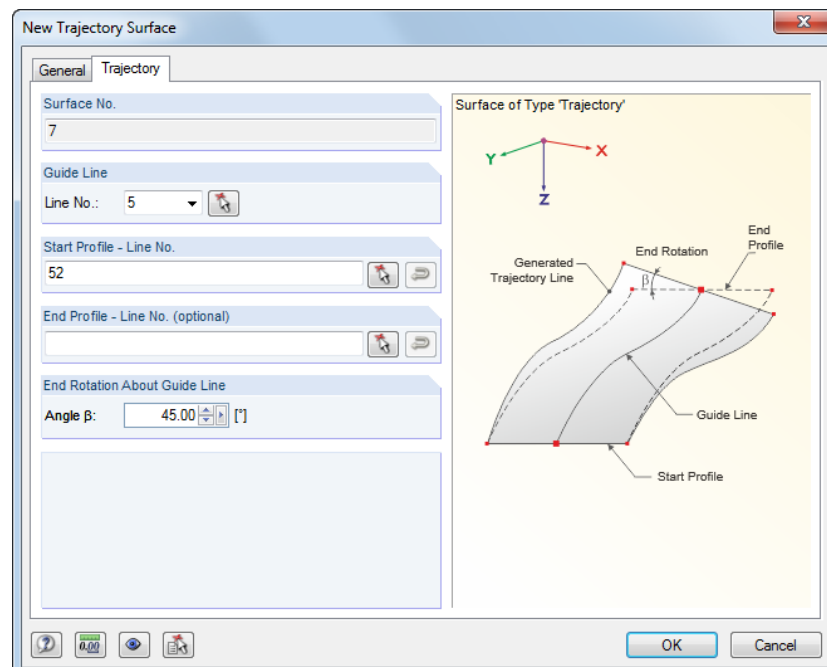 New Trajectory Surface
General
Trajectory
Surface No.
7
Guide Line
Line No.:
5
Start Profile - Line No.
52
End Profile - Line No. (optional)
End Rotation About Guide Line
Angle β:
45.00
[°]
Surface of Type 'Trajectory'
Y
X
Z
End Rotation
End
Profile
Generated
Trajectory Line
β
Guide Line
Start Profile
0.00
OK
Cancel